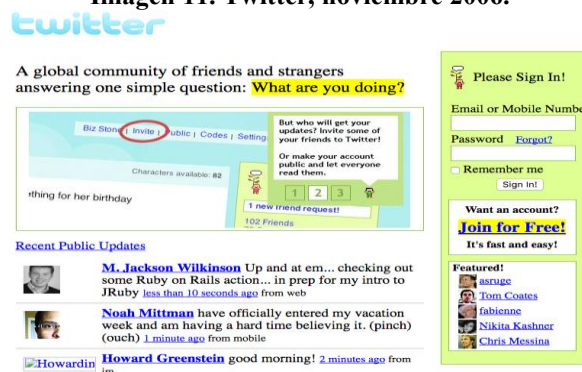 Imagen 11. Twitter, noviembre 2006.
twitter
A global community of friends and strangers
answering one simple question: What are you doing?
Biz Stone | Invite | Public | Codes | Setting
Characters available: 82
thing for her birthday
But who will get your
updates? Invite some of
your friends to Twitter!
Or make your account
public and let everyone
read them.
1 2 3
1 new friend request!
102 Friends
Recent Public Updates
M. Jackson Wilkinson Up and at em... checking out
some Ruby on Rails action... in prep for my intro to
JRuby less than 10 seconds ago from web
Noah Mittman have officially entered my vacation
week and am having a hard time believing it. (pinch)
(ouch) 1 minute ago from mobile
Howardin
Howard Greenstein good morning! 2 minutes ago from
im
Please Sign In!
Email or Mobile Numbe
Password Forgot?
Remember me
Sign In!
Want an account?
Join for Free!
It's fast and easy!
Featured!
asruge
Tom Coates
fabienne
Nikita Kashner
Chris Messina